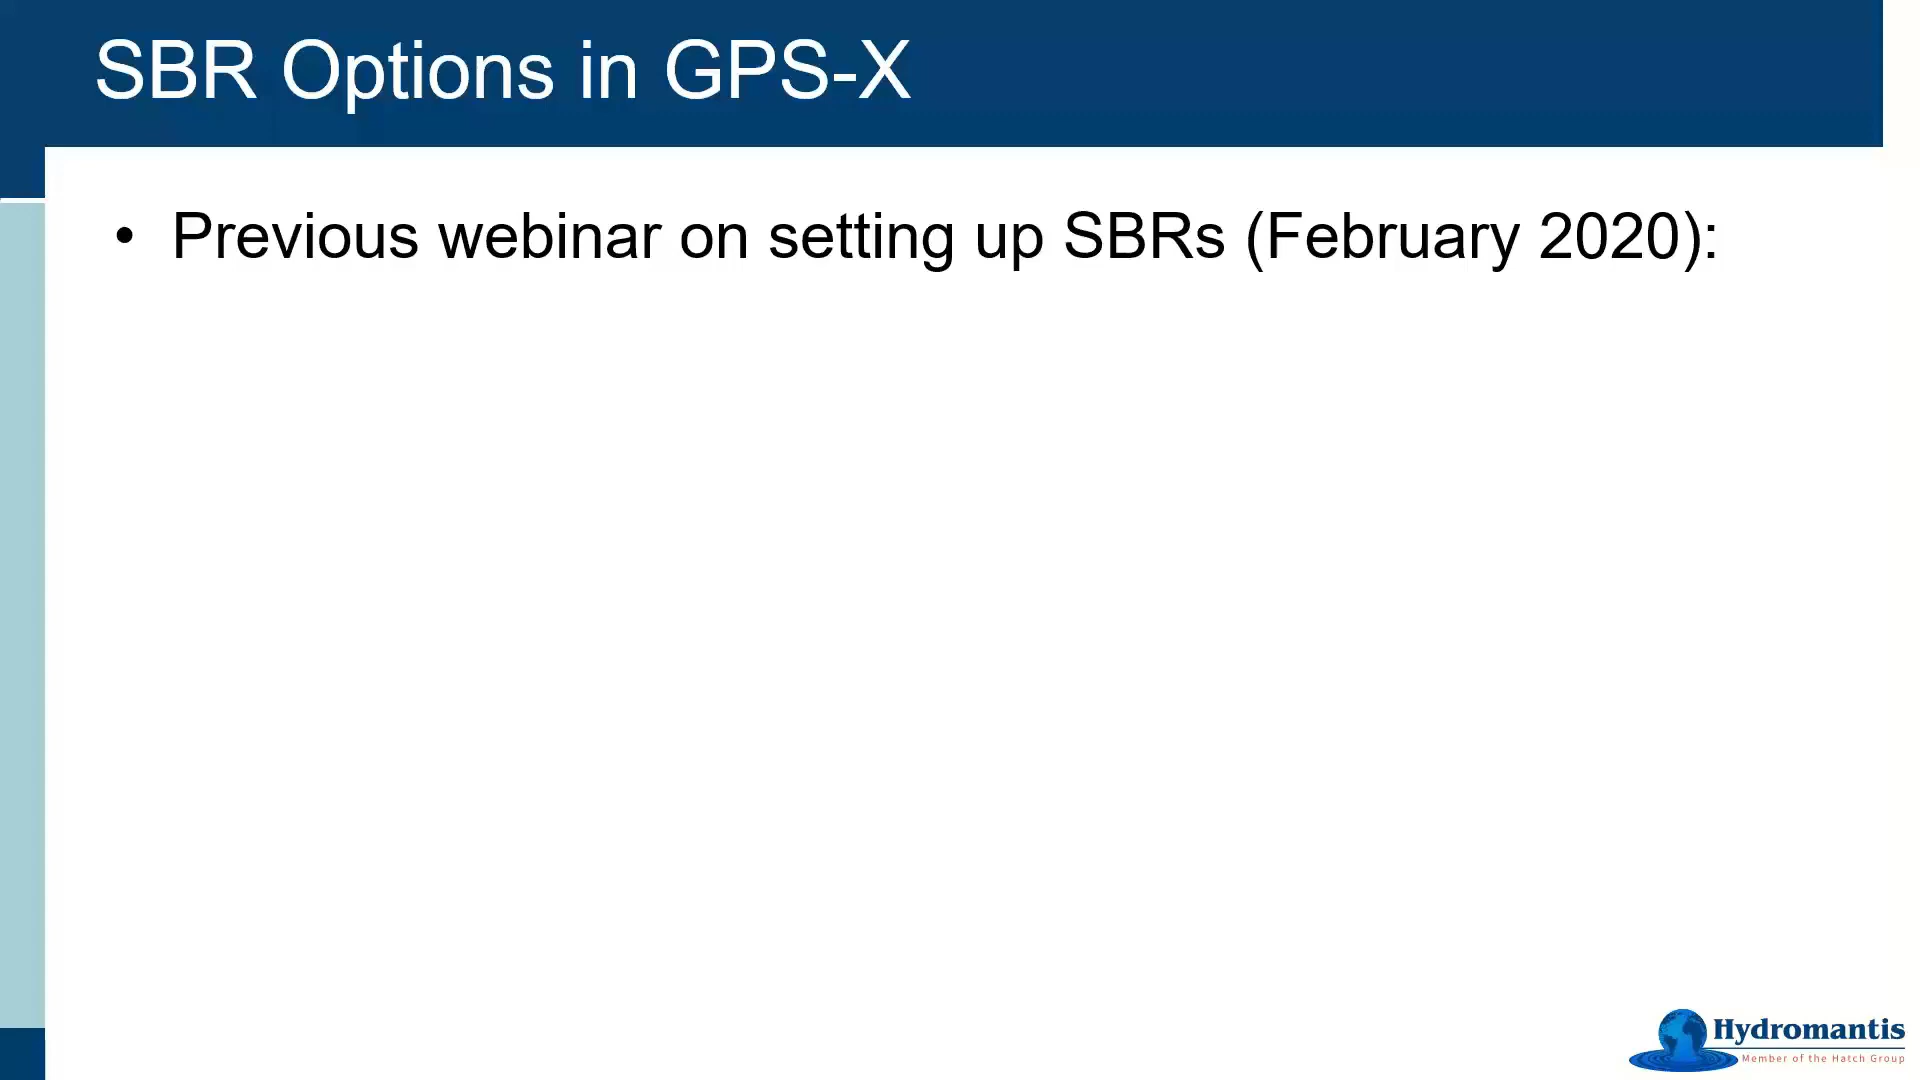 SBR Options in GPS-X
• Previous webinar on setting up SBRs (February 2020):
Hydromantis
Member of the Hatch Group